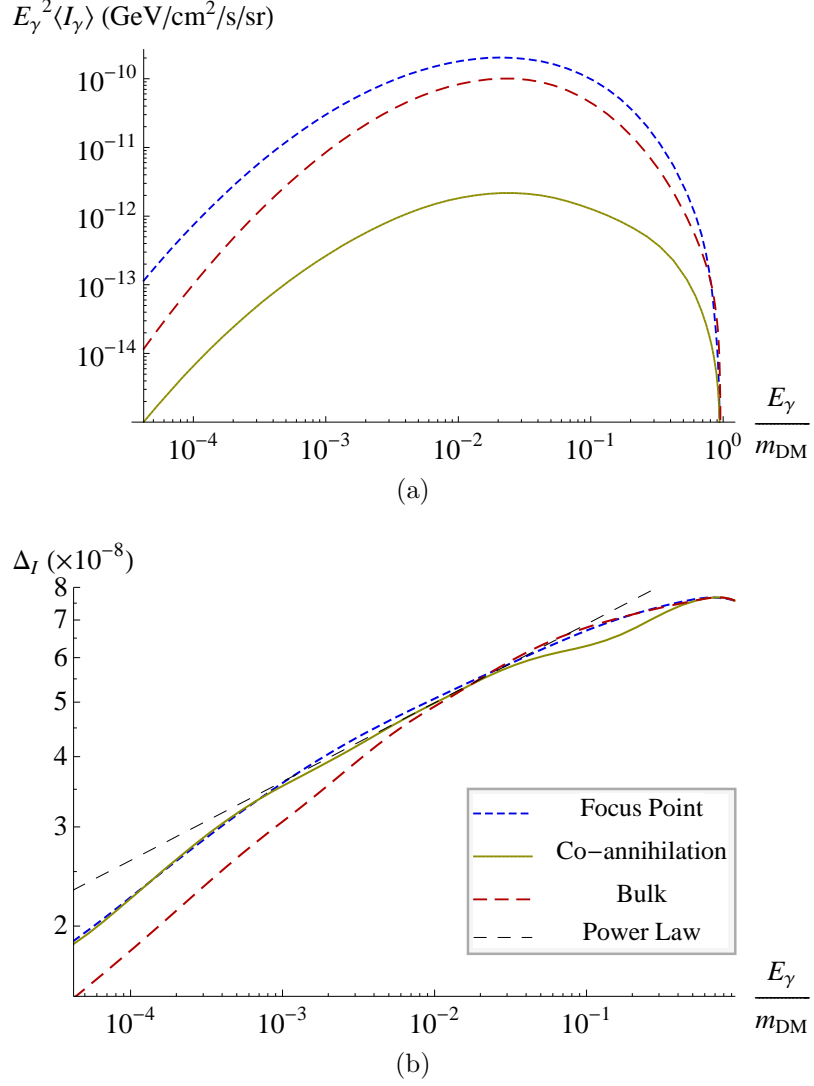 E_γ² ⟨I_γ⟩ (GeV/cm²/s/sr)
10⁻¹⁰
10⁻¹¹
10⁻¹²
10⁻¹³
10⁻¹⁴
10⁻⁴ 10⁻³ 10⁻² 10⁻¹ 10⁰
E_γ
m_DM
(a)
Δ_I (×10⁻⁸)
8
7
6
5
4
3
2
Focus Point
Co−annihilation
Bulk
Power Law
10⁻⁴ 10⁻³ 10⁻² 10⁻¹
E_γ
m_DM
(b)